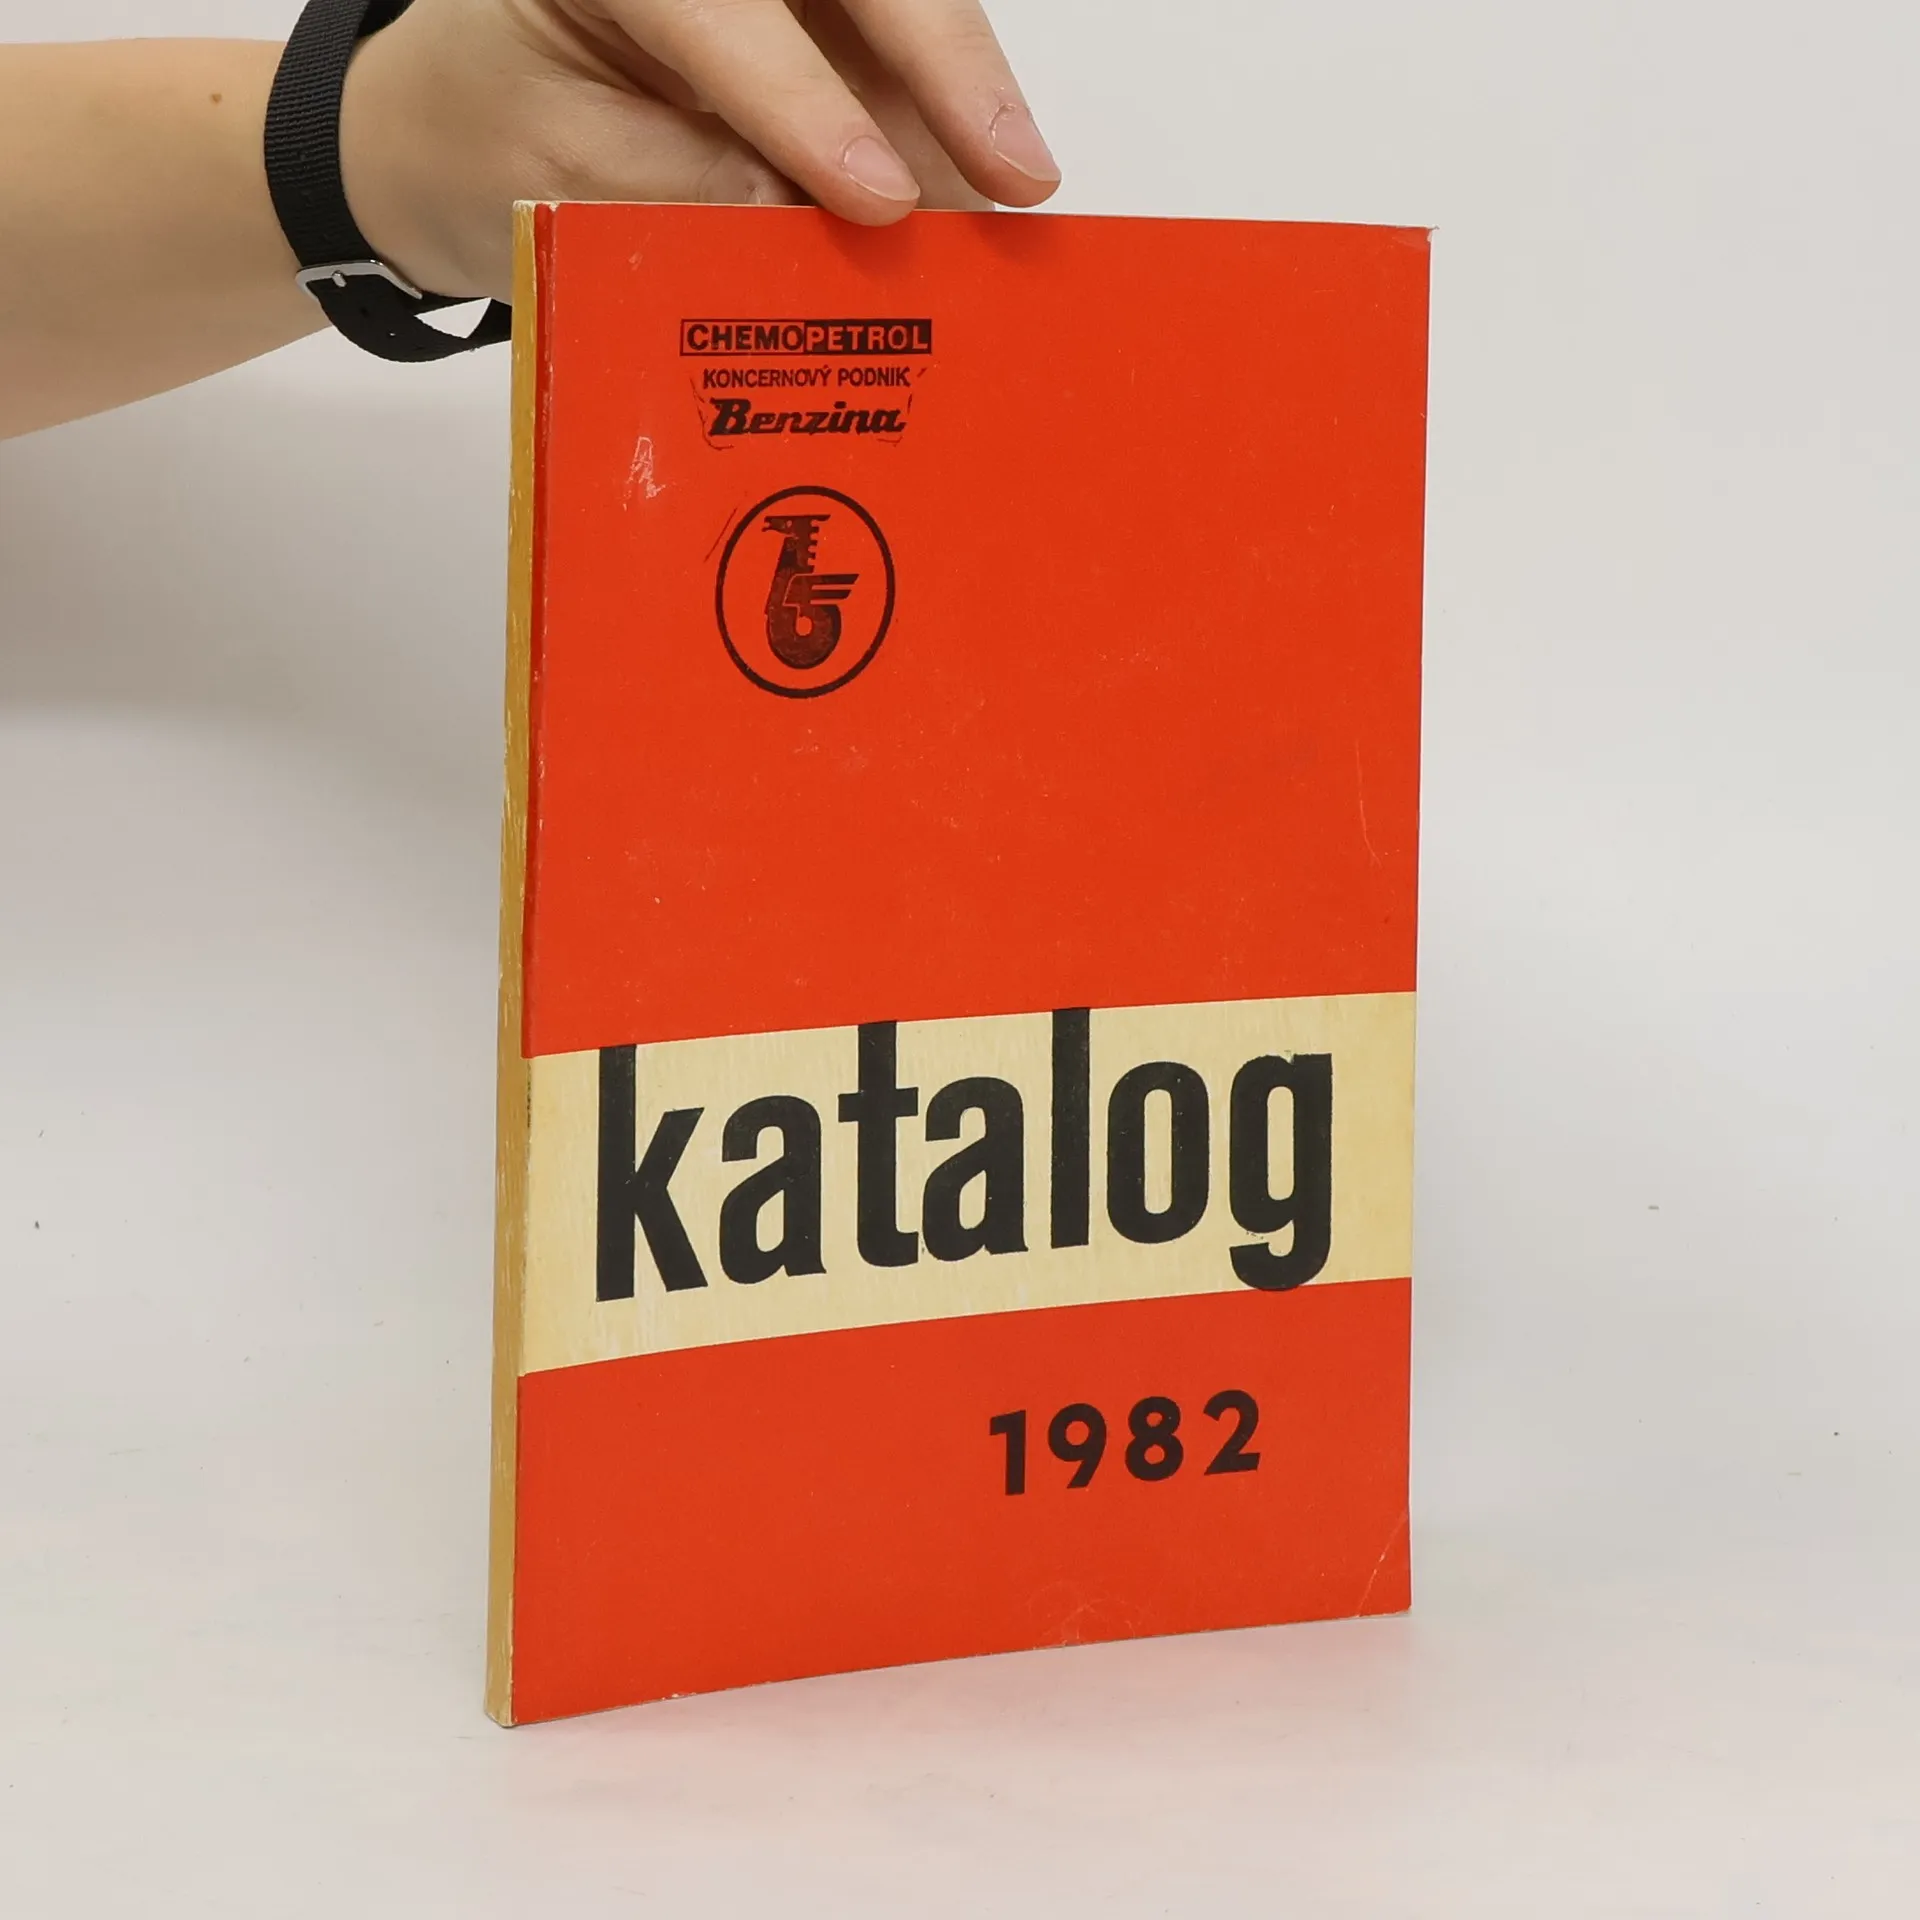 CHEMOPETROL
KONCERNOVÝ PODNIK
Benzina
katalog
1982